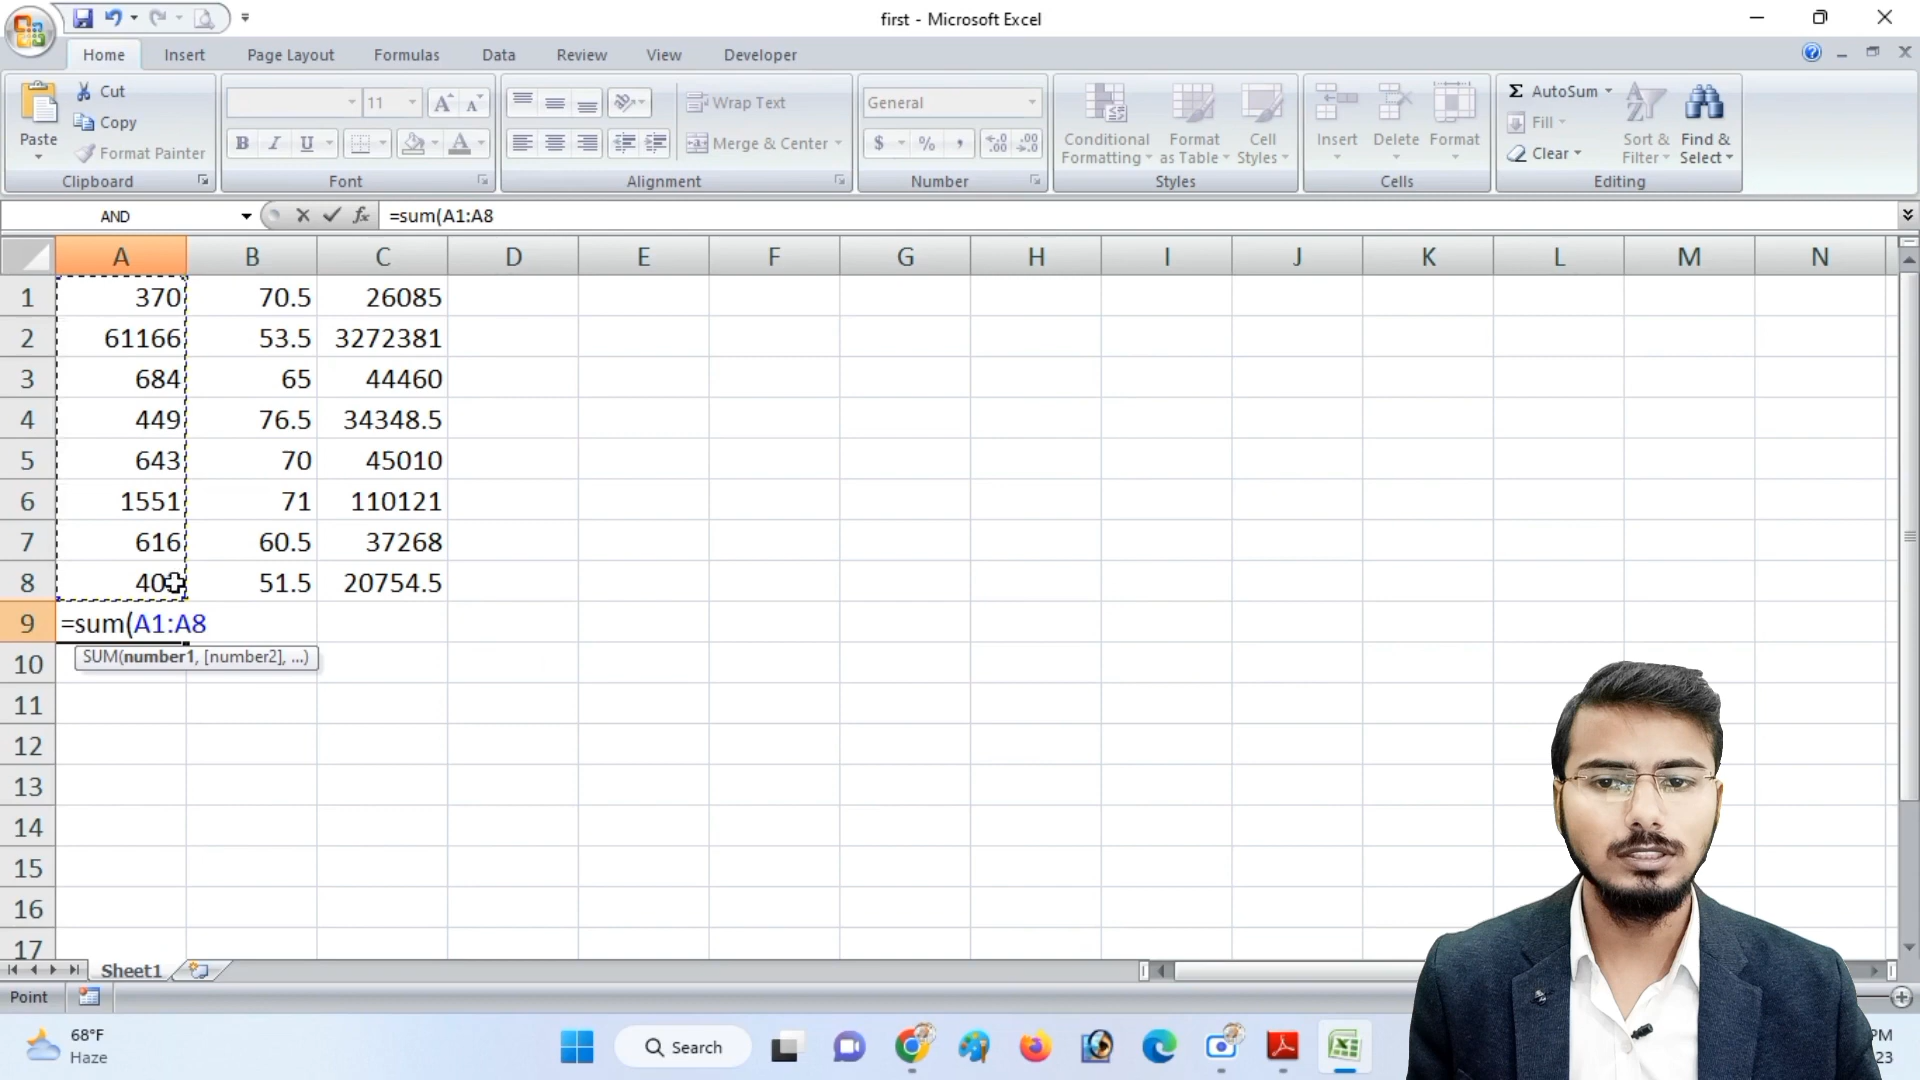 first - Microsoft Excel
Home Insert Page Layout Formulas Data Review View Developer
Paste
Cut
Copy
Format Painter
Clipboard
11
B I U
Font
Wrap Text
Merge & Center
Alignment
General
$ % ,
Number
Conditional Formatting
Format as Table
Cell Styles
Styles
Insert Delete Format
Cells
Σ AutoSum
Fill
Clear
Sort & Filter
Find & Select
Editing
AND fx =sum(A1:A8
A B C D E F G H I J K L M N
1 370 70.5 26085
2 61166 53.5 3272381
3 684 65 44460
4 449 76.5 34348.5
5 643 70 45010
6 1551 71 110121
7 616 60.5 37268
8 51.5 20754.5
9 =sum(A1:A8
SUM(number1, [number2], ...)
10
11
12
13
14
15
16
17
Sheet1
Point
68°F
Haze
Search
PM
23